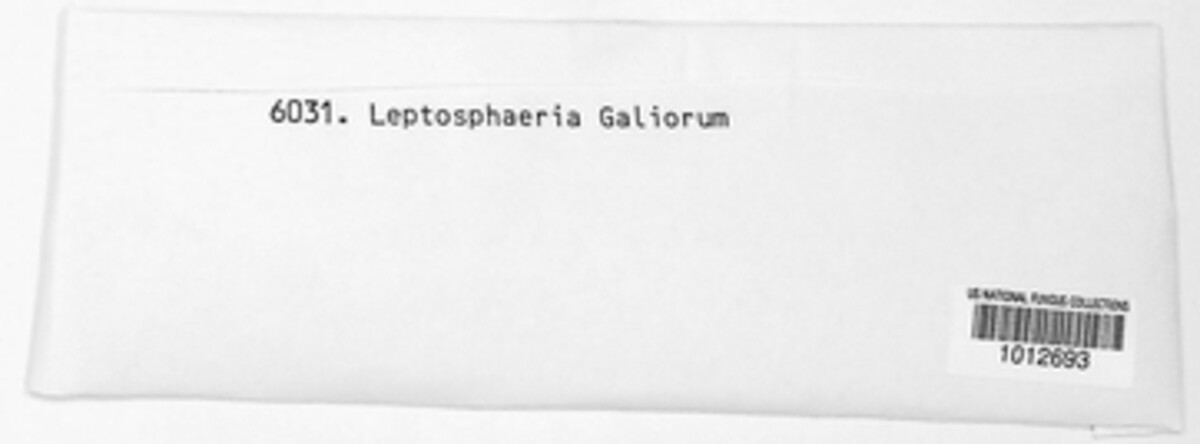 6031. Leptosphaeria Galiorum
US NATIONAL FUNGUS COLLECTIONS
1012693